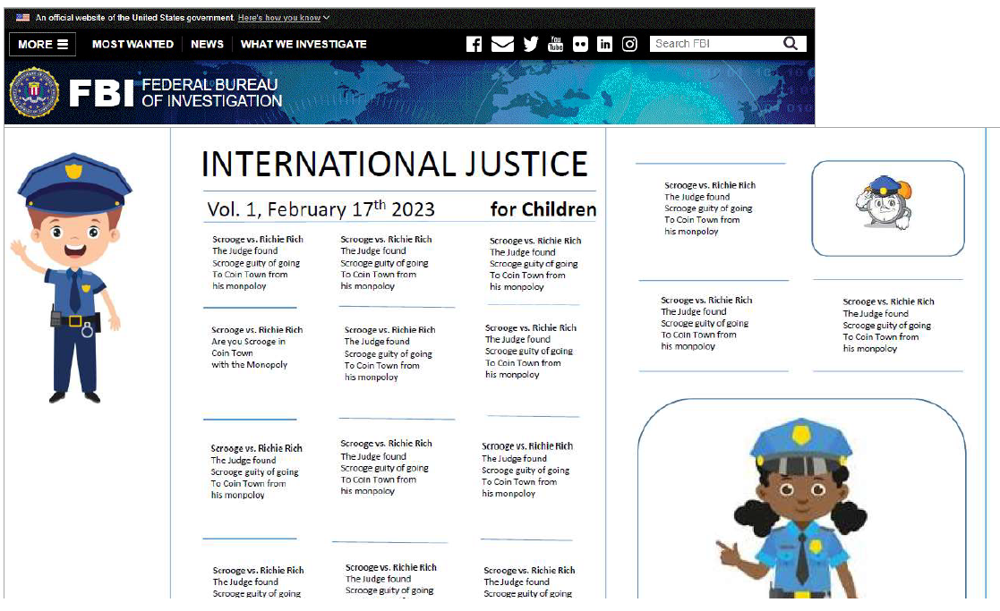 An official website of the United States government. Here's how you know
MORE
MOST WANTED
NEWS
WHAT WE INVESTIGATE
You
Tube
in
Search FBI
FBI
FEDERAL BUREAU
OF INVESTIGATION
INTERNATIONAL JUSTICE
Vol. 1, February 17th 2023 for Children
Scrooge vs. Richie Rich
The Judge found
Scrooge guity of going
To Coin Town from
his monpoloy
Scrooge vs. Richie Rich
The Judge found
Scrooge guity of going
To Coin Town from
his monpoloy
Scrooge vs. Richie Rich
The Judge found
Scrooge guity of going
To Coin Town from
his monpoloy
Scrooge vs. Richie Rich
Are you Scrooge in
Coin Town
with the Monopoly
Scrooge vs. Richie Rich
The Judge found
Scrooge guity of going
To Coin Town from
his monpoloy
Scrooge vs. Richie Rich
The Judge found
Scrooge guity of going
To Coin Town from
his monpoloy
Scrooge vs. Richie Rich
The Judge found
Scrooge guity of going
To Coin Town from
his monpoloy
Scrooge vs. Richie Rich
The Judge found
Scrooge guity of going
To Coin Town from
his monpoloy
Scrooge vs. Richie Rich
The Judge found
Scrooge guity of going
To Coin Town from
his monpoloy
Scrooge vs. Richie Rich
The Judge found
Scrooge guity of going
Scrooge vs. Richie Rich
The Judge found
Scrooge guity of going
Scrooge vs. Richie Rich
The Judge found
Scrooge guity of going
Scrooge vs. Richie Rich
The Judge found
Scrooge guity of going
To Coin Town from
his monpoloy
Scrooge vs. Richie Rich
The Judge found
Scrooge guity of going
To Coin Town from
his monpoloy
Scrooge vs. Richie Rich
The Judge found
Scrooge guity of going
To Coin Town from
his monpoloy